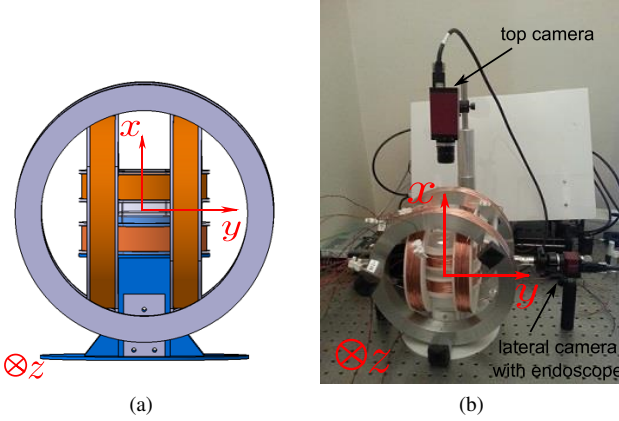 x
y
⊗z
(a)
top camera
x
y
⊗z
lateral camera
with endoscope
(b)